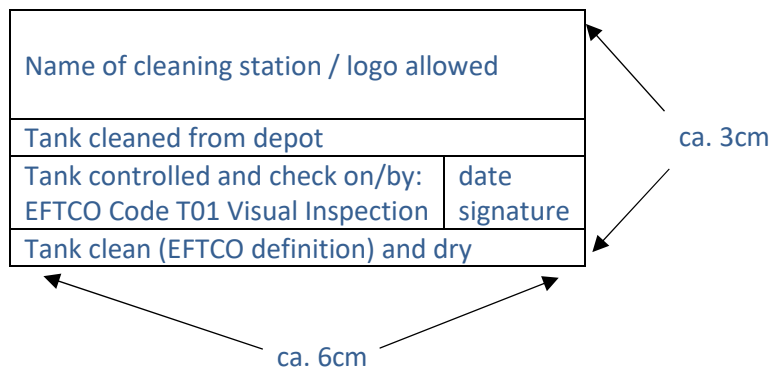 Name of cleaning station / logo allowed
Tank cleaned from depot
ca. 3cm
Tank controlled and check on/by: date
EFTCO Code T01 Visual Inspection signature
Tank clean (EFTCO definition) and dry
ca. 6cm